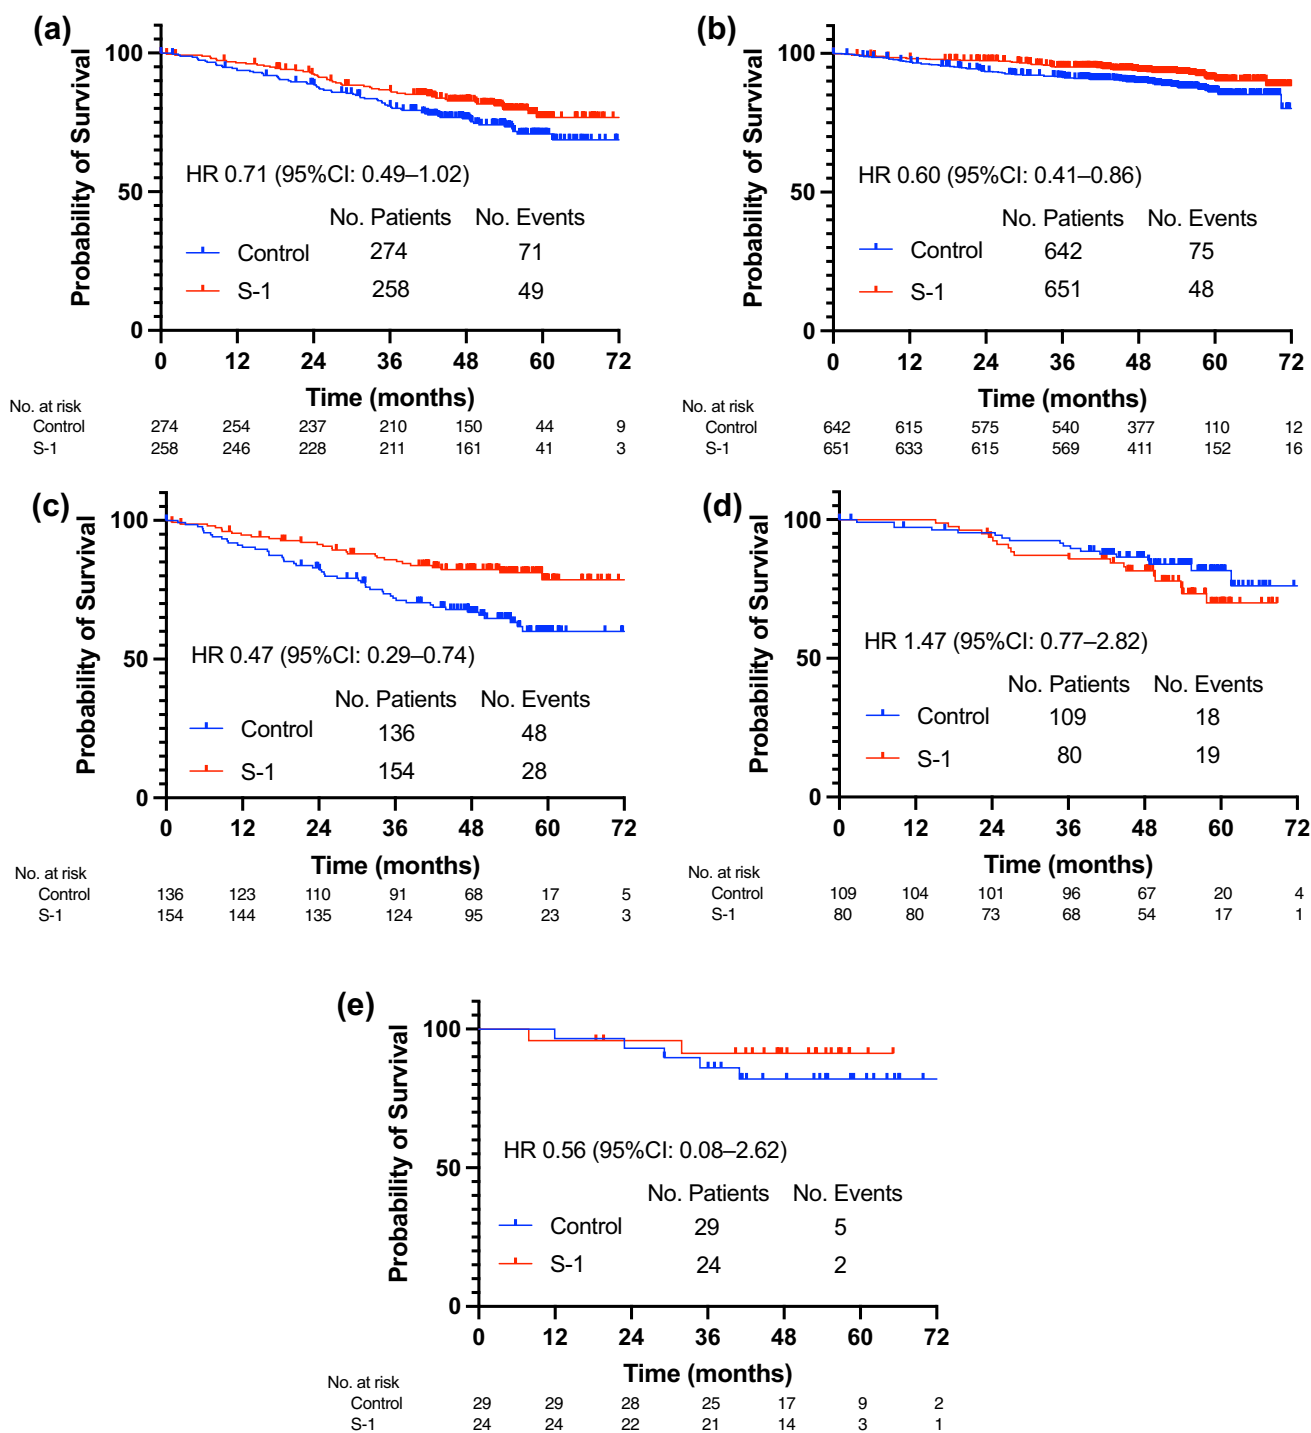 (a)
Probability of Survival
100
50
0
HR 0.71 (95%CI: 0.49–1.02)
No. Patients No. Events
Control 274 71
S-1 258 49
0 12 24 36 48 60 72
Time (months)
No. at risk
Control 274 254 237 210 150 44 9
S-1 258 246 228 211 161 41 3
(b)
Probability of Survival
100
50
0
HR 0.60 (95%CI: 0.41–0.86)
No. Patients No. Events
Control 642 75
S-1 651 48
0 12 24 36 48 60 72
Time (months)
No. at risk
Control 642 615 575 540 377 110 12
S-1 651 633 615 569 411 152 16
(c)
Probability of Survival
100
50
0
HR 0.47 (95%CI: 0.29–0.74)
No. Patients No. Events
Control 136 48
S-1 154 28
0 12 24 36 48 60 72
Time (months)
No. at risk
Control 136 123 110 91 68 17 5
S-1 154 144 135 124 95 23 3
(d)
Probability of Survival
100
50
0
HR 1.47 (95%CI: 0.77–2.82)
No. Patients No. Events
Control 109 18
S-1 80 19
0 12 24 36 48 60 72
Time (months)
No. at risk
Control 109 104 101 96 67 20 4
S-1 80 80 73 68 54 17 1
(e)
Probability of Survival
100
50
0
HR 0.56 (95%CI: 0.08–2.62)
No. Patients No. Events
Control 29 5
S-1 24 2
0 12 24 36 48 60 72
Time (months)
No. at risk
Control 29 29 28 25 17 9 2
S-1 24 24 22 21 14 3 1